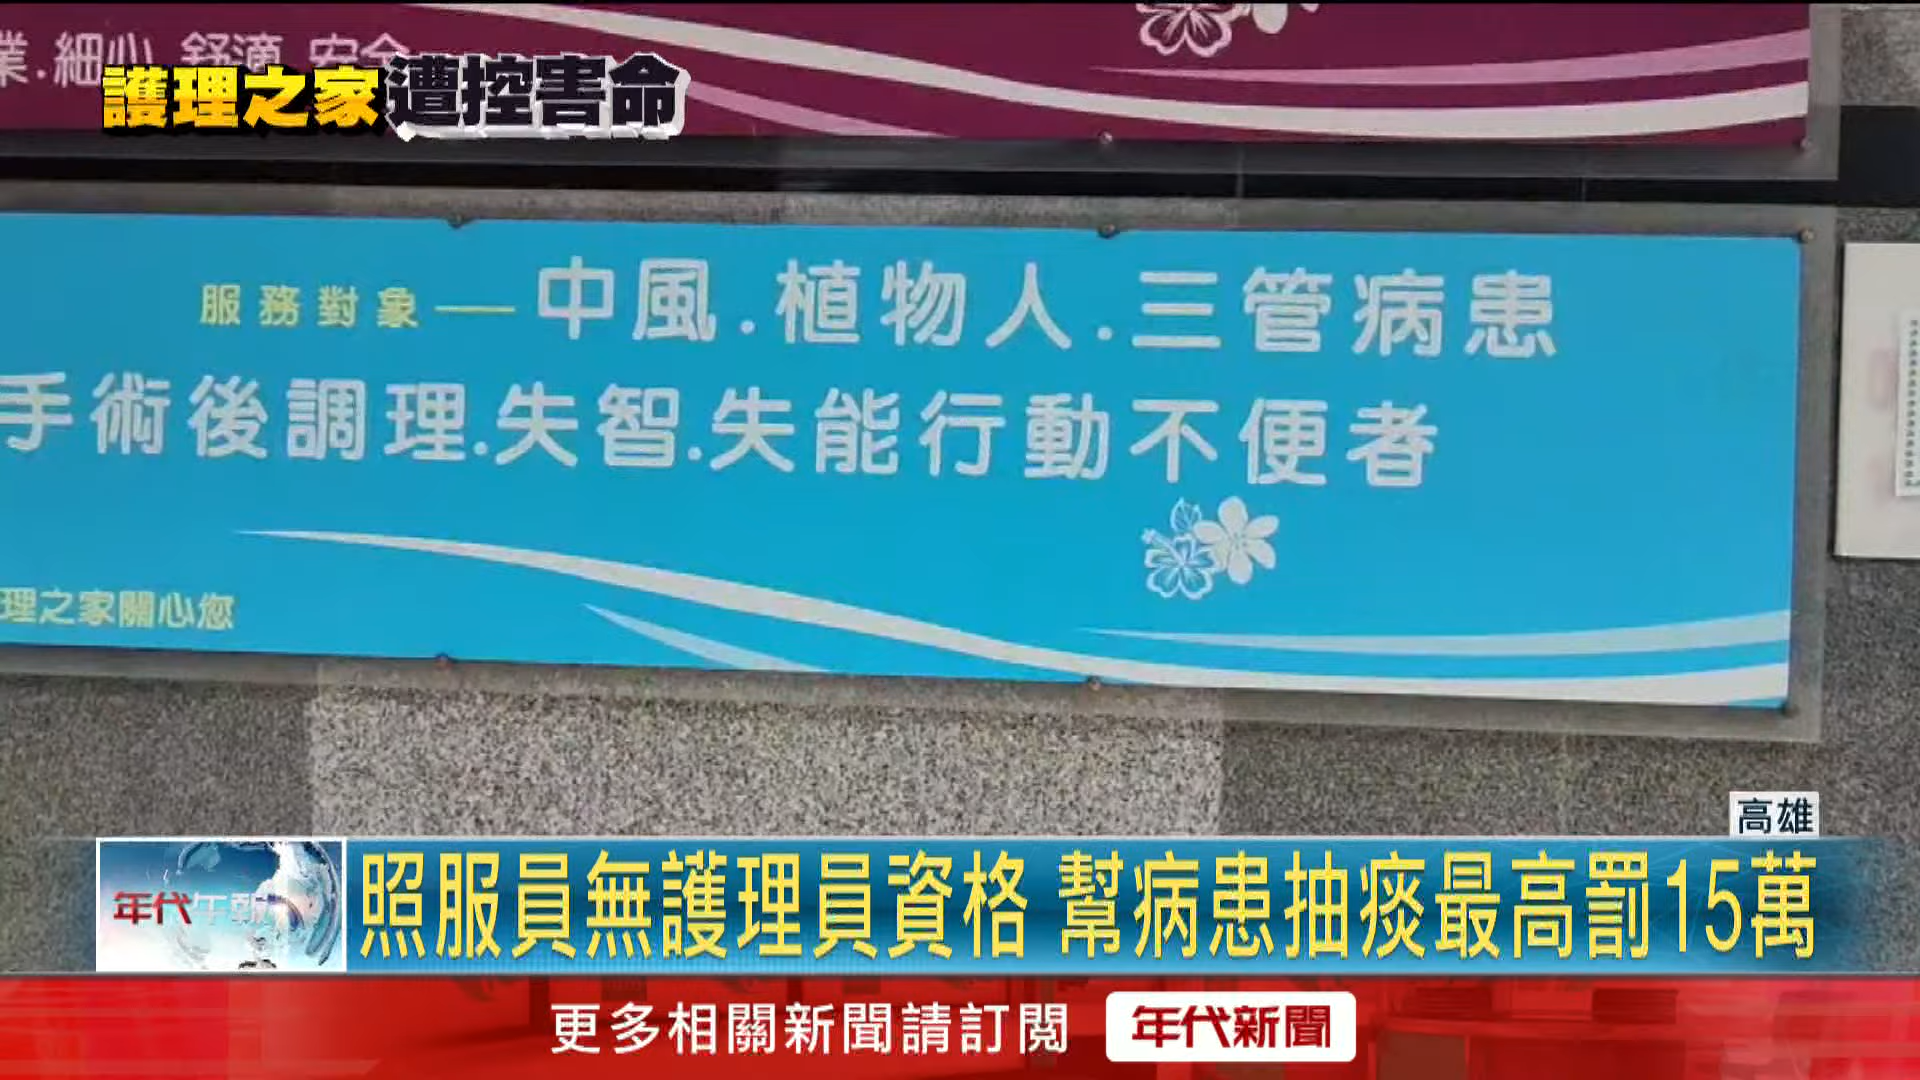 業.細心 舒適 安全
護理之家遭控害命
服務對象——中風.植物人.三管病患
手術後調理.失智.失能行動不便者
理之家關心您
高雄
年代午報
照服員無護理員資格 幫病患抽痰最高罰15萬
更多相關新聞請訂閱 年代新聞